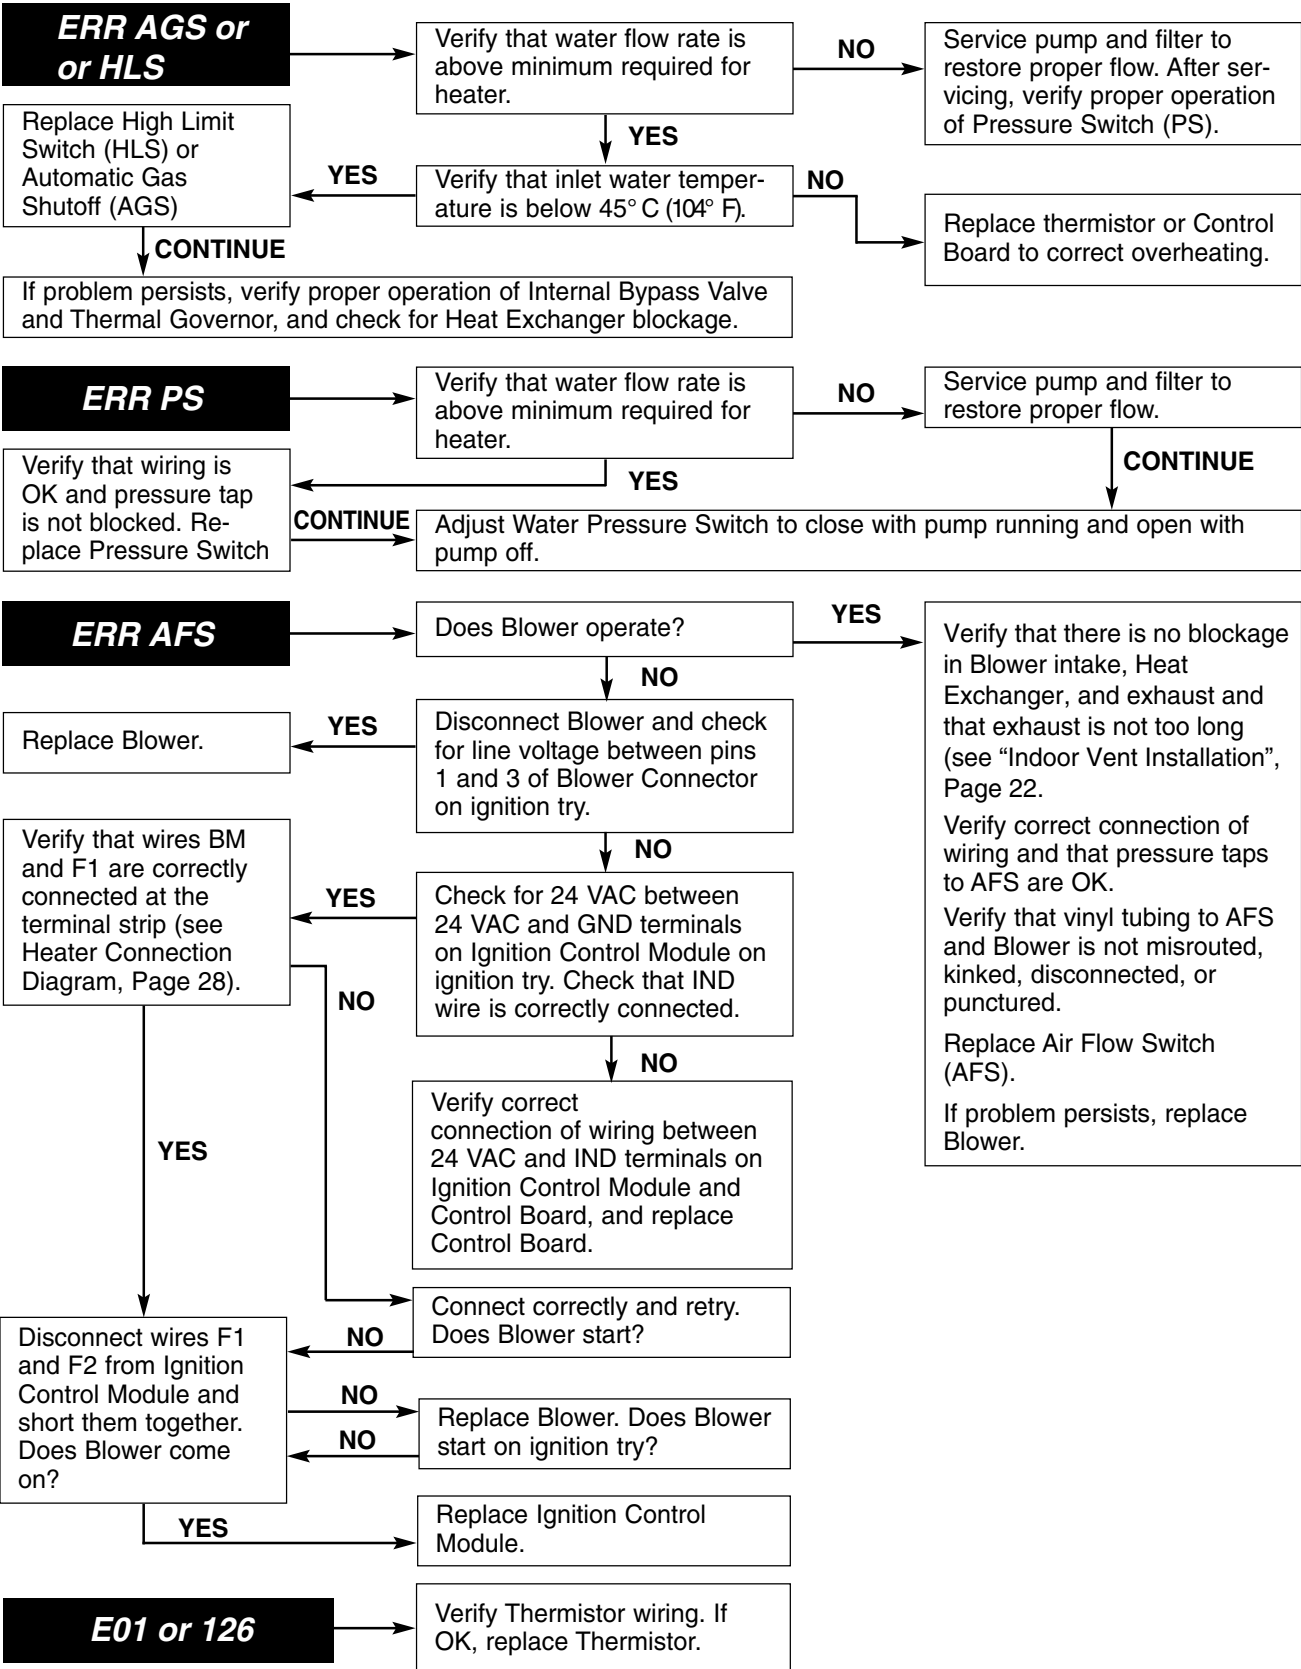 ERR AGS or
or HLS
Verify that water flow rate is
above minimum required for
heater.
NO
Service pump and filter to
restore proper flow. After ser-
vicing, verify proper operation
of Pressure Switch (PS).
YES
Replace High Limit
Switch (HLS) or
Automatic Gas
Shutoff (AGS)
YES
Verify that inlet water temper-
ature is below 45° C (104° F).
NO
Replace thermistor or Control
Board to correct overheating.
CONTINUE
If problem persists, verify proper operation of Internal Bypass Valve
and Thermal Governor, and check for Heat Exchanger blockage.
ERR PS
Verify that water flow rate is
above minimum required for
heater.
NO
Service pump and filter to
restore proper flow.
YES
CONTINUE
Verify that wiring is
OK and pressure tap
is not blocked. Re-
place Pressure Switch
CONTINUE
Adjust Water Pressure Switch to close with pump running and open with
pump off.
ERR AFS
Does Blower operate?
YES
Verify that there is no blockage
in Blower intake, Heat
Exchanger, and exhaust and
that exhaust is not too long
(see “Indoor Vent Installation”,
Page 22.
Verify correct connection of
wiring and that pressure taps
to AFS are OK.
Verify that vinyl tubing to AFS
and Blower is not misrouted,
kinked, disconnected, or
punctured.
Replace Air Flow Switch
(AFS).
If problem persists, replace
Blower.
NO
Replace Blower.
YES
Disconnect Blower and check
for line voltage between pins
1 and 3 of Blower Connector
on ignition try.
NO
Verify that wires BM
and F1 are correctly
connected at the
terminal strip (see
Heater Connection
Diagram, Page 28).
YES
Check for 24 VAC between
24 VAC and GND terminals
on Ignition Control Module on
ignition try. Check that IND
wire is correctly connected.
NO
NO
Verify correct
connection of wiring between
24 VAC and IND terminals on
Ignition Control Module and
Control Board, and replace
Control Board.
YES
Connect correctly and retry.
Does Blower start?
NO
Disconnect wires F1
and F2 from Ignition
Control Module and
short them together.
Does Blower come
on?
NO
Replace Blower. Does Blower
start on ignition try?
NO
YES
Replace Ignition Control
Module.
E01 or 126
Verify Thermistor wiring. If
OK, replace Thermistor.